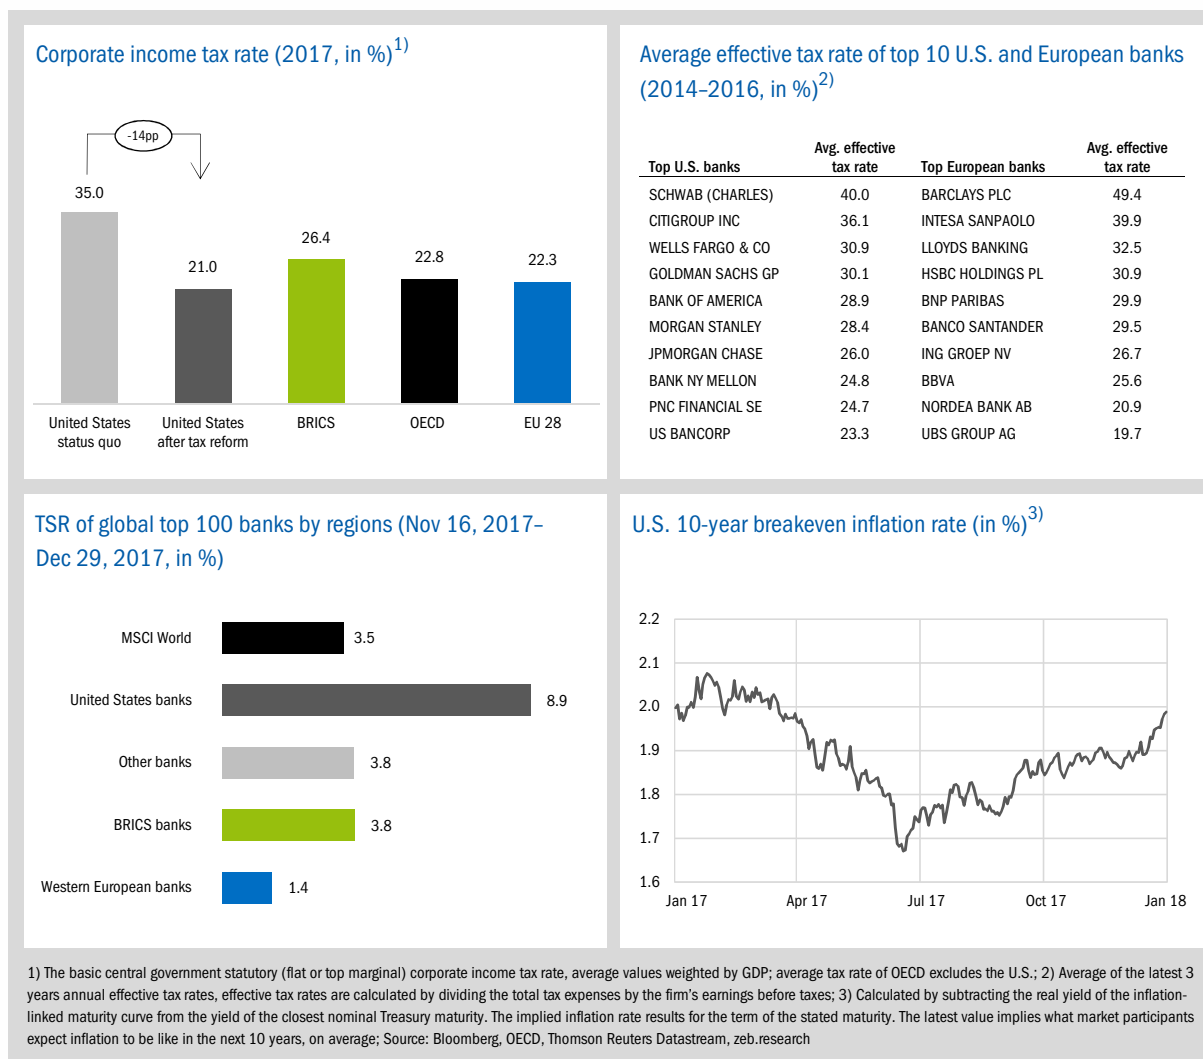 Corporate income tax rate (2017, in %)1)
-14pp
35.0
21.0
26.4
22.8
22.3
United States
status quo
United States
after tax reform
BRICS
OECD
EU 28
Average effective tax rate of top 10 U.S. and European banks
(2014–2016, in %)2)
Top U.S. banks Avg. effective tax rate Top European banks Avg. effective tax rate
SCHWAB (CHARLES) 40.0 BARCLAYS PLC 49.4
CITIGROUP INC 36.1 INTESA SANPAOLO 39.9
WELLS FARGO & CO 30.9 LLOYDS BANKING 32.5
GOLDMAN SACHS GP 30.1 HSBC HOLDINGS PL 30.9
BANK OF AMERICA 28.9 BNP PARIBAS 29.9
MORGAN STANLEY 28.4 BANCO SANTANDER 29.5
JPMORGAN CHASE 26.0 ING GROEP NV 26.7
BANK NY MELLON 24.8 BBVA 25.6
PNC FINANCIAL SE 24.7 NORDEA BANK AB 20.9
US BANCORP 23.3 UBS GROUP AG 19.7
TSR of global top 100 banks by regions (Nov 16, 2017–
Dec 29, 2017, in %)
MSCI World 3.5
United States banks 8.9
Other banks 3.8
BRICS banks 3.8
Western European banks 1.4
U.S. 10-year breakeven inflation rate (in %)3)
2.2
2.1
2.0
1.9
1.8
1.7
1.6
Jan 17 Apr 17 Jul 17 Oct 17 Jan 18
1) The basic central government statutory (flat or top marginal) corporate income tax rate, average values weighted by GDP; average tax rate of OECD excludes the U.S.; 2) Average of the latest 3
years annual effective tax rates, effective tax rates are calculated by dividing the total tax expenses by the firm's earnings before taxes; 3) Calculated by subtracting the real yield of the inflation-
linked maturity curve from the yield of the closest nominal Treasury maturity. The implied inflation rate results for the term of the stated maturity. The latest value implies what market participants
expect inflation to be like in the next 10 years, on average; Source: Bloomberg, OECD, Thomson Reuters Datastream, zeb.research